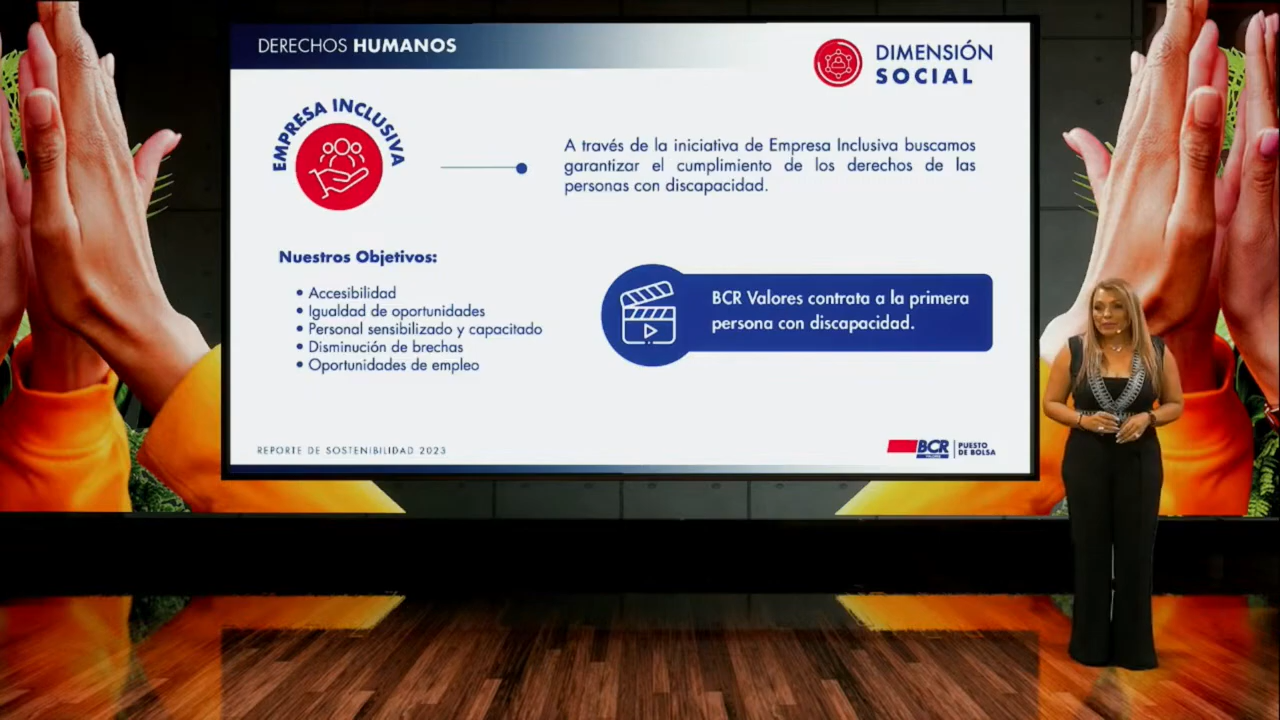 DERECHOS HUMANOS
DIMENSIÓN
SOCIAL
EMPRESA INCLUSIVA
A través de la iniciativa de Empresa Inclusiva buscamos
garantizar el cumplimiento de los derechos de las
personas con discapacidad.
Nuestros Objetivos:
• Accesibilidad
• Igualdad de oportunidades
• Personal sensibilizado y capacitado
• Disminución de brechas
• Oportunidades de empleo
BCR Valores contrata a la primera
persona con discapacidad.
REPORTE DE SOSTENIBILIDAD 2023
BCR
PUESTO
DE BOLSA